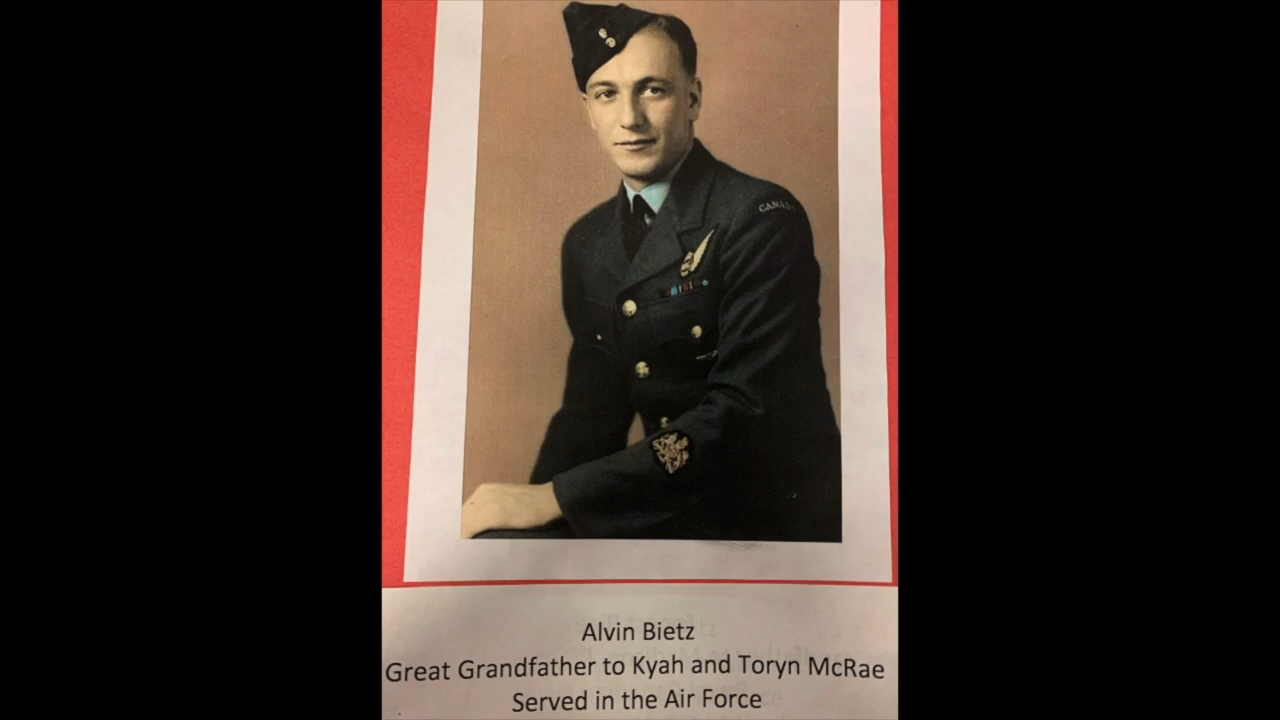 CANADA
Alvin Bietz
Great Grandfather to Kyah and Toryn McRae
Served in the Air Force